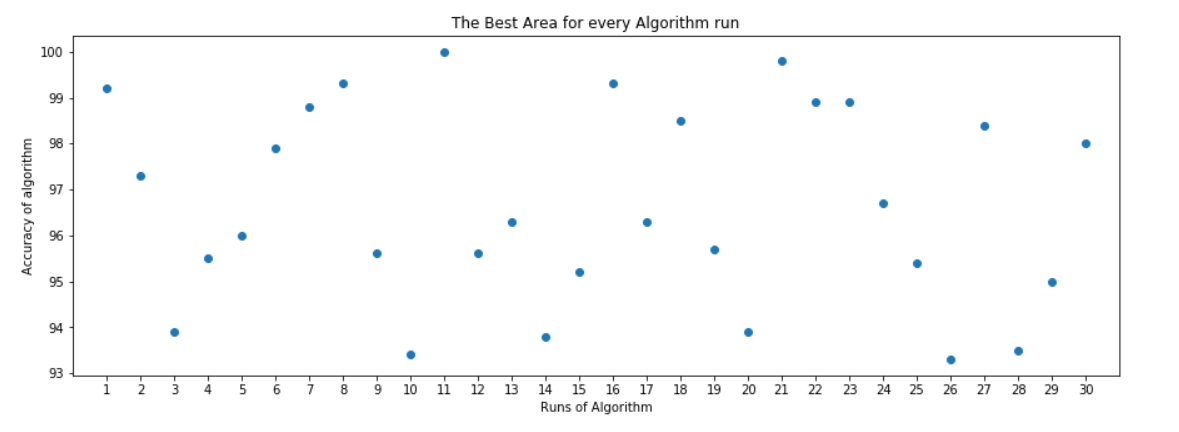 The Best Area for every Algorithm run
Accuracy of algorithm
100
99
98
97
96
95
94
93
1 2 3 4 5 6 7 8 9 10 11 12 13 14 15 16 17 18 19 20 21 22 23 24 25 26 27 28 29 30
Runs of Algorithm